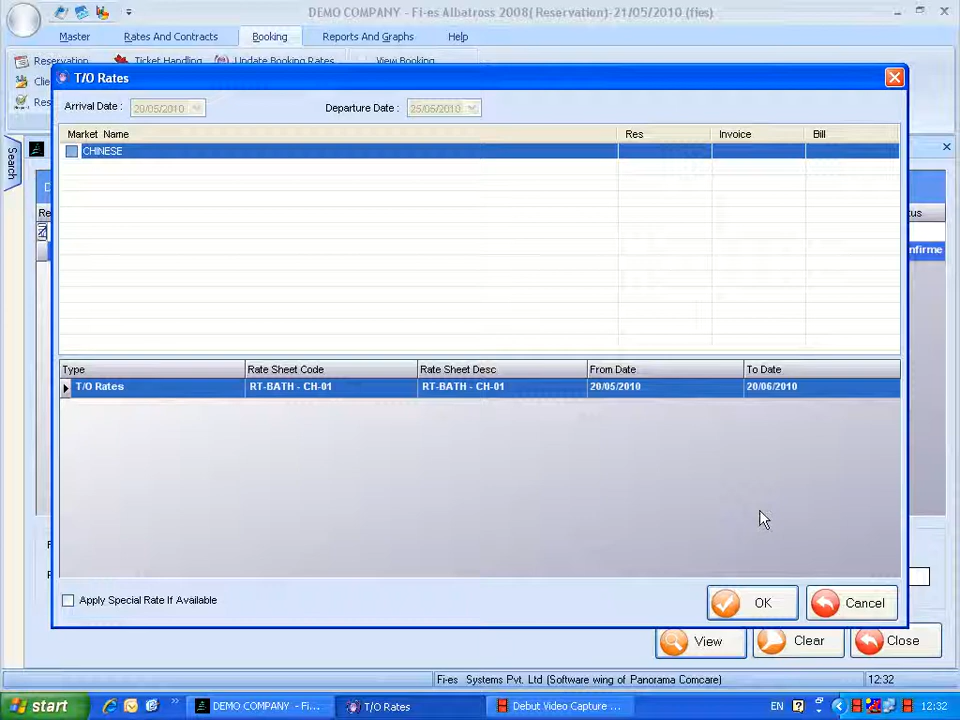 DEMO COMPANY - Fi-es Albatross 2008( Reservation)-21/05/2010 (fies)
Master Rates And Contracts Booking Reports And Graphs Help
Reservation Ticket Handling Update Booking Rates View Booking
Clie
Res
T/O Rates
Arrival Date : 20/05/2010 Departure Date : 25/05/2010
Market Name Res Invoice Bill
CHINESE
Search
D
Re tus
nfirme
Type Rate Sheet Code Rate Sheet Desc From Date To Date
T/O Rates RT-BATH - CH-01 RT-BATH - CH-01 20/05/2010 20/06/2010
Apply Special Rate If Available
OK Cancel
View Clear Close
Fi-es Systems Pvt. Ltd (Software wing of Panorama Comcare) 12:32
start DEMO COMPANY - Fi... T/O Rates Debut Video Capture ... EN 12:32